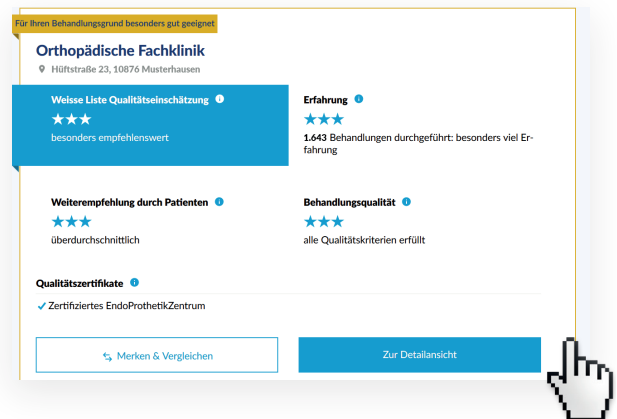 Für Ihren Behandlungsgrund besonders gut geeignet
Orthopädische Fachklinik
Hüftstraße 23, 10876 Musterhausen
Weisse Liste Qualitätseinschätzung
besonders empfehlenswert
Erfahrung
1.643 Behandlungen durchgeführt: besonders viel Er-
fahrung
Weiterempfehlung durch Patienten
überdurchschnittlich
Behandlungsqualität
alle Qualitätskriterien erfüllt
Qualitätszertifikate
Zertifiziertes EndoProthetikZentrum
Merken & Vergleichen
Zur Detailansicht